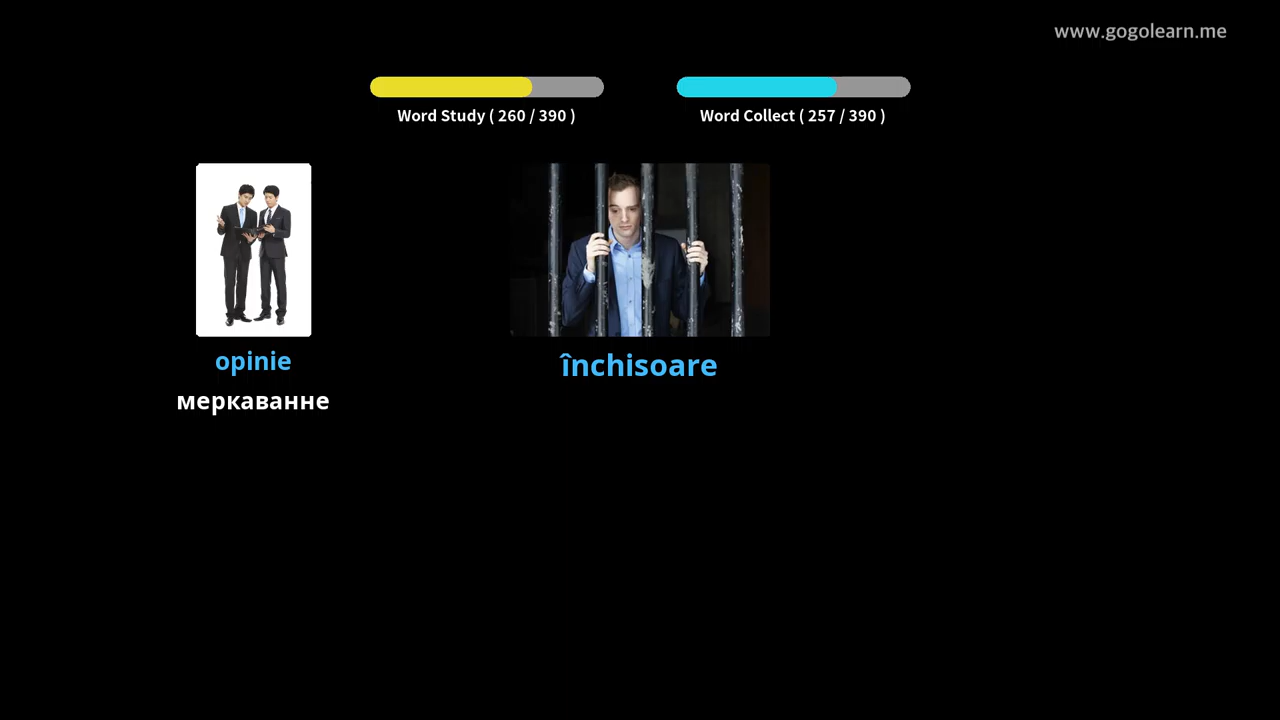 www.gogolearn.me
Word Study ( 260 / 390 )
Word Collect ( 257 / 390 )
opinie
меркаванне
închisoare